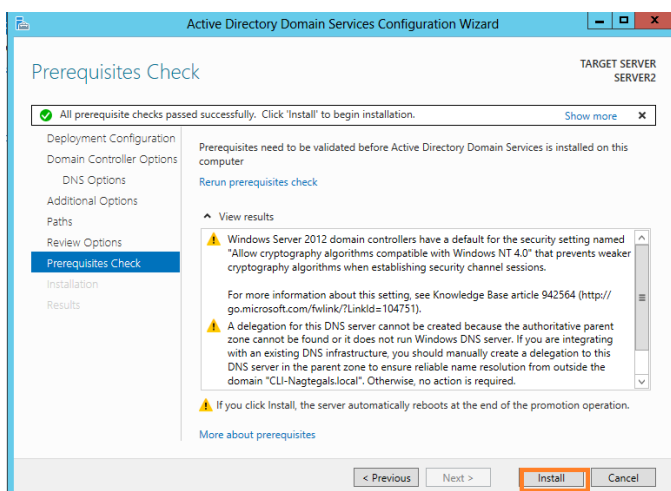 Active Directory Domain Services Configuration Wizard
Prerequisites Check
TARGET SERVER
SERVER2
All prerequisite checks passed successfully. Click 'Install' to begin installation.
Show more
Deployment Configuration
Domain Controller Options
DNS Options
Additional Options
Paths
Review Options
Prerequisites Check
Installation
Results
Prerequisites need to be validated before Active Directory Domain Services is installed on this
computer
Rerun prerequisites check
View results
Windows Server 2012 domain controllers have a default for the security setting named
"Allow cryptography algorithms compatible with Windows NT 4.0" that prevents weaker
cryptography algorithms when establishing security channel sessions.
For more information about this setting, see Knowledge Base article 942564 (http://
go.microsoft.com/fwlink/?LinkId=104751).
A delegation for this DNS server cannot be created because the authoritative parent
zone cannot be found or it does not run Windows DNS server. If you are integrating
with an existing DNS infrastructure, you should manually create a delegation to this
DNS server in the parent zone to ensure reliable name resolution from outside the
domain "CLI-Nagtegals.local". Otherwise, no action is required.
If you click Install, the server automatically reboots at the end of the promotion operation.
More about prerequisites
< Previous
Next >
Install
Cancel